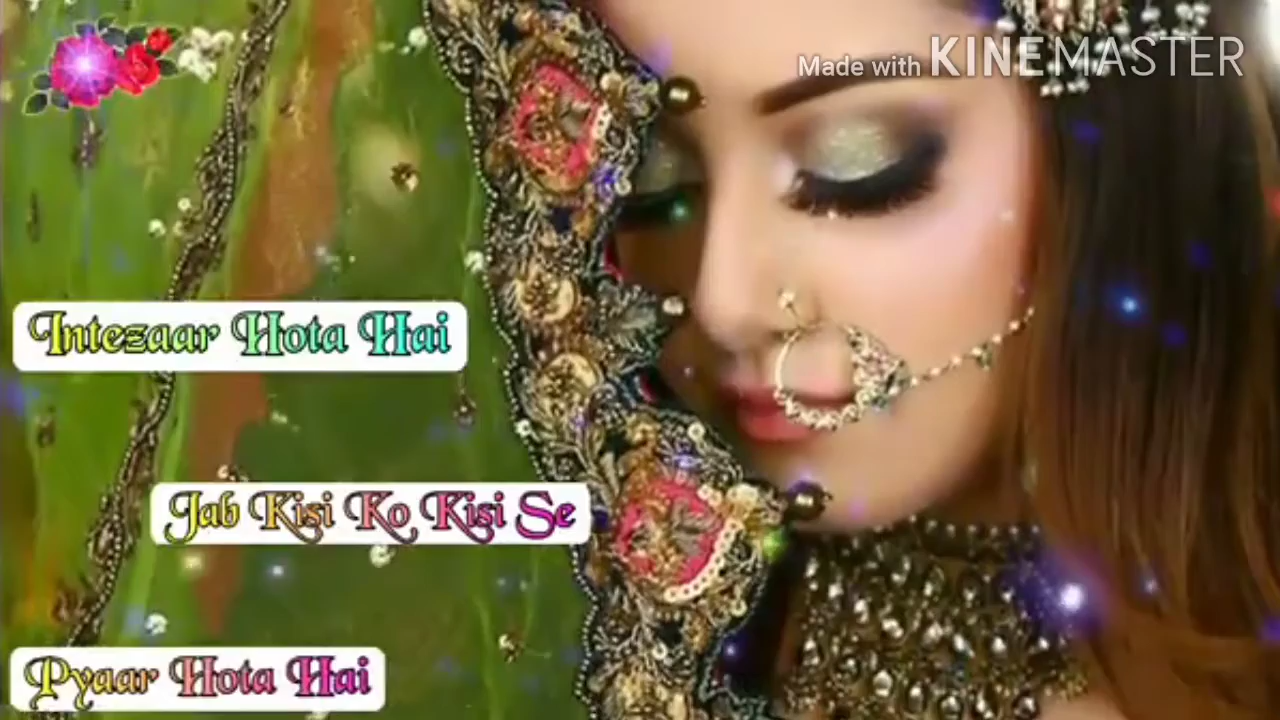 Made with KINEMASTER
Intezaar Hota Hai
Jab Kisi Ko Kisi Se
Pyaar Hota Hai